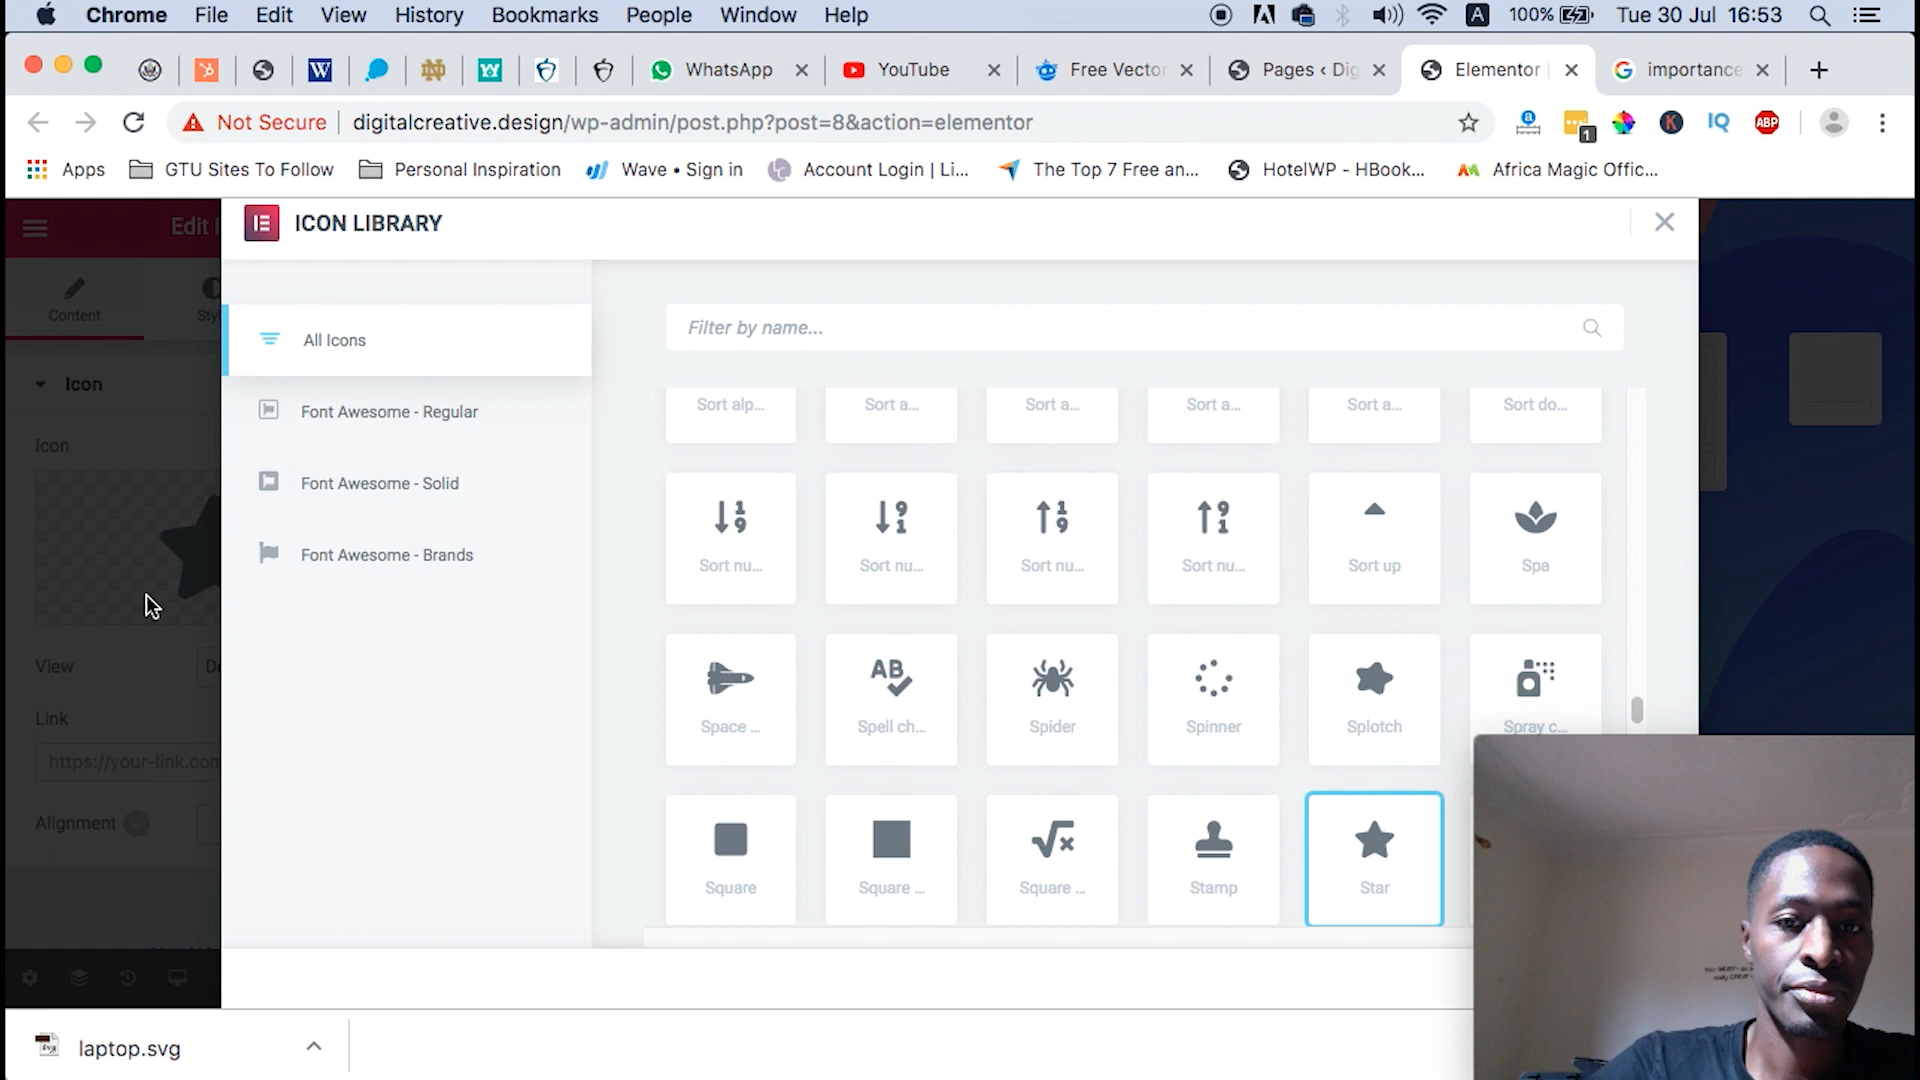 Chrome File Edit View History Bookmarks People Window Help 100% Tue 30 Jul 16:53
WhatsApp YouTube Free Vector Pages ‹ Dig Elementor importance
Not Secure digitalcreative.design/wp-admin/post.php?post=8&action=elementor
ABP
1
Apps GTU Sites To Follow Personal Inspiration Wave • Sign in Account Login | Li... The Top 7 Free an... HotelWP - HBook... Africa Magic Offic...
Edit I
ICON LIBRARY
Content
Styl
All Icons
Filter by name...
Icon
Font Awesome - Regular
Sort alp... Sort a... Sort a... Sort a... Sort a... Sort do...
Icon
Font Awesome - Solid
Font Awesome - Brands
Sort nu... Sort nu... Sort nu... Sort nu... Sort up Spa
View De
Link
https://your-link.com
Space ... Spell ch... Spider Spinner Splotch Spray c...
Alignment
Square Square ... Square ... Stamp Star
laptop.svg